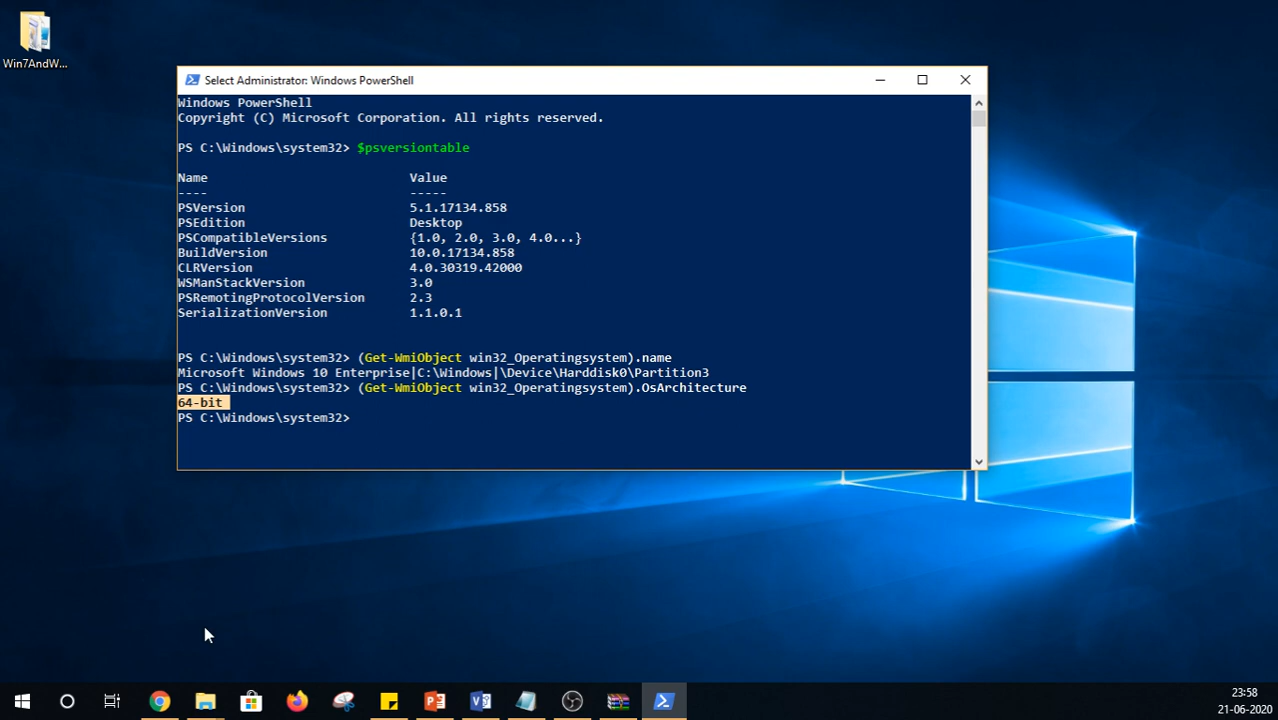 Win7AndW...
Select Administrator: Windows PowerShell
Windows PowerShell
Copyright (C) Microsoft Corporation. All rights reserved.
PS C:\Windows\system32> $psversiontable
Name Value
---- -----
PSVersion 5.1.17134.858
PSEdition Desktop
PSCompatibleVersions {1.0, 2.0, 3.0, 4.0...}
BuildVersion 10.0.17134.858
CLRVersion 4.0.30319.42000
WSManStackVersion 3.0
PSRemotingProtocolVersion 2.3
SerializationVersion 1.1.0.1
PS C:\Windows\system32> (Get-WmiObject win32_Operatingsystem).name
Microsoft Windows 10 Enterprise|C:\Windows|\Device\Harddisk0\Partition3
PS C:\Windows\system32> (Get-WmiObject win32_Operatingsystem).OsArchitecture
64-bit
PS C:\Windows\system32>
23:58
21-06-2020